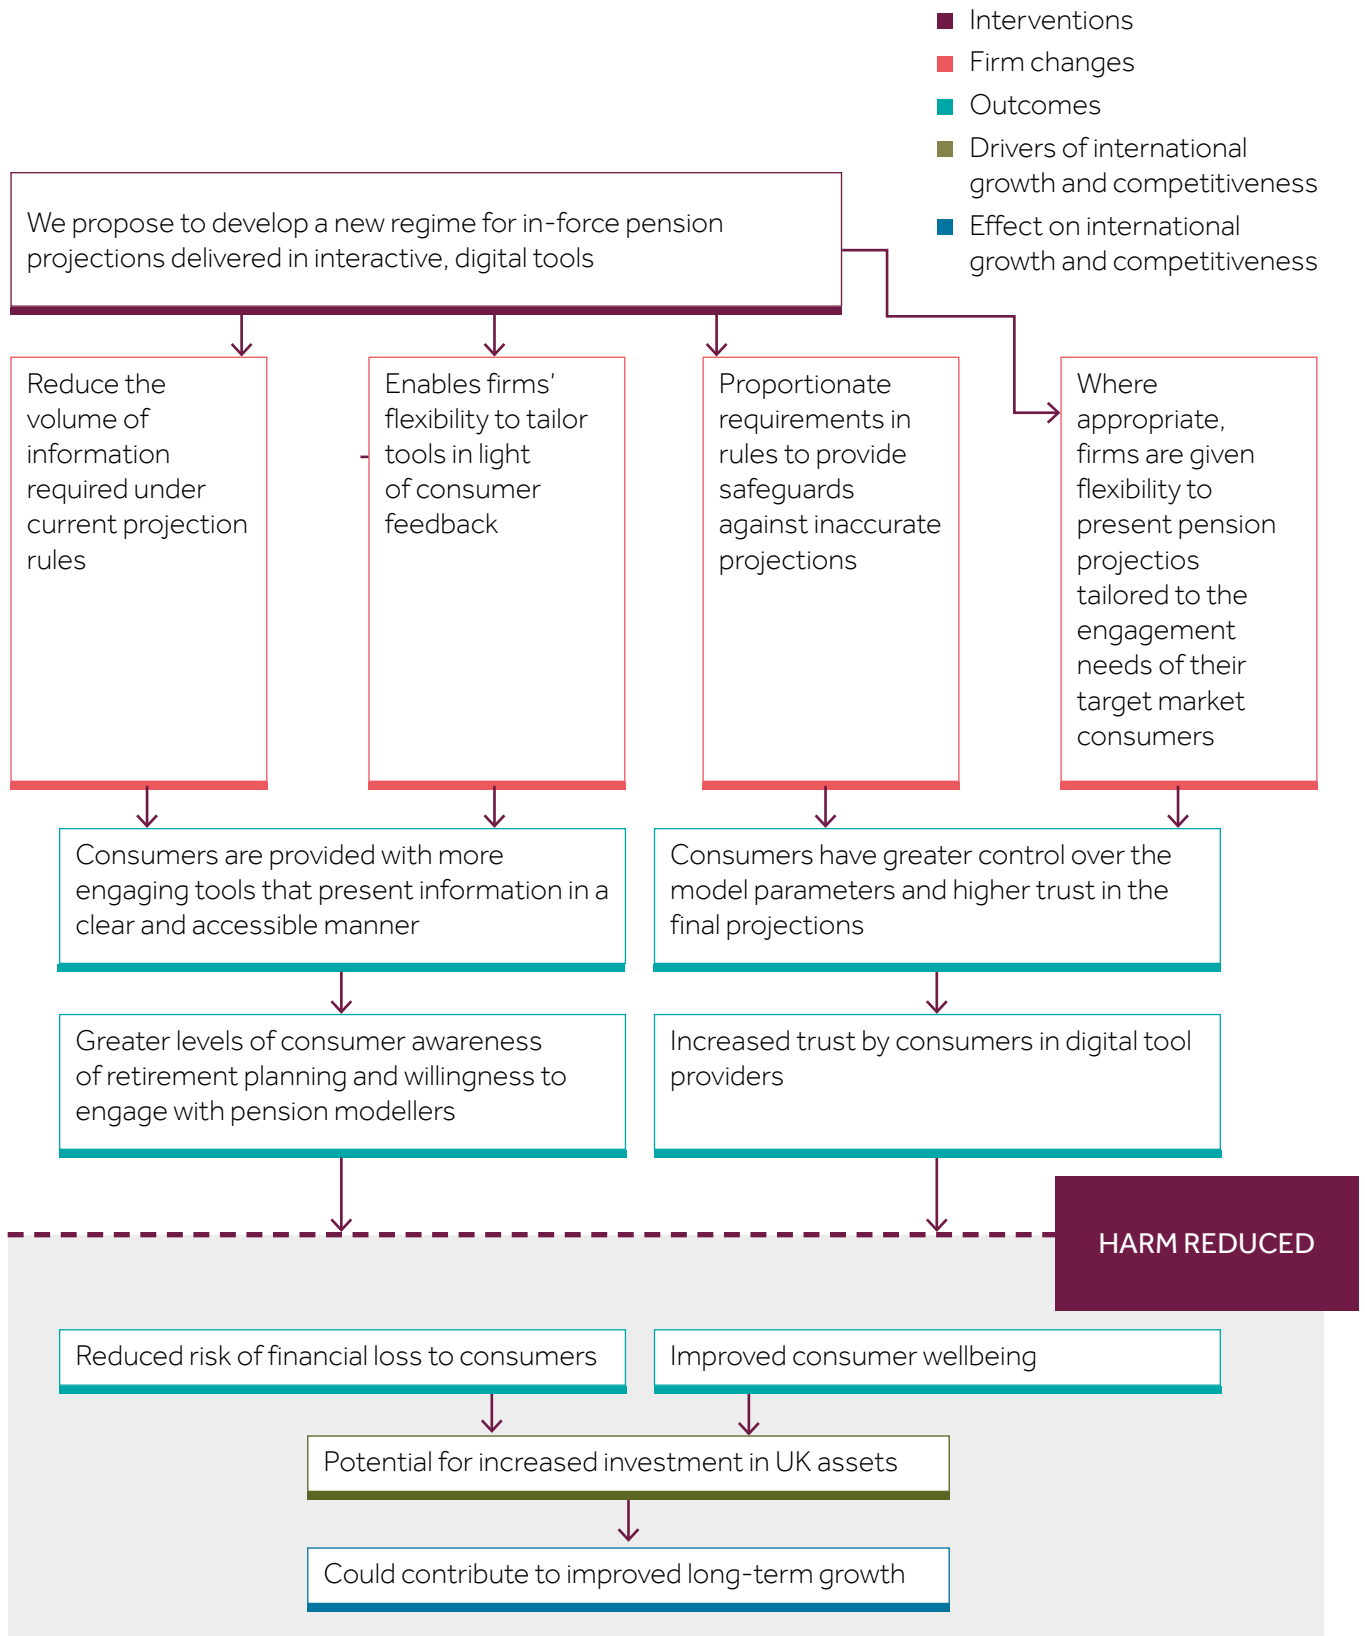 Interventions
Firm changes
Outcomes
Drivers of international
growth and competitiveness
Effect on international
growth and competitiveness
We propose to develop a new regime for in-force pension
projections delivered in interactive, digital tools
Reduce the
volume of
information
required under
current projection
rules
Enables firms’
flexibility to tailor
tools in light
of consumer
feedback
Proportionate
requirements in
rules to provide
safeguards
against inaccurate
projections
Where
appropriate,
firms are given
flexibility to
present pension
projectios
tailored to the
engagement
needs of their
target market
consumers
Consumers are provided with more
engaging tools that present information in a
clear and accessible manner
Consumers have greater control over the
model parameters and higher trust in the
final projections
Greater levels of consumer awareness
of retirement planning and willingness to
engage with pension modellers
Increased trust by consumers in digital tool
providers
HARM REDUCED
Reduced risk of financial loss to consumers
Improved consumer wellbeing
Potential for increased investment in UK assets
Could contribute to improved long-term growth